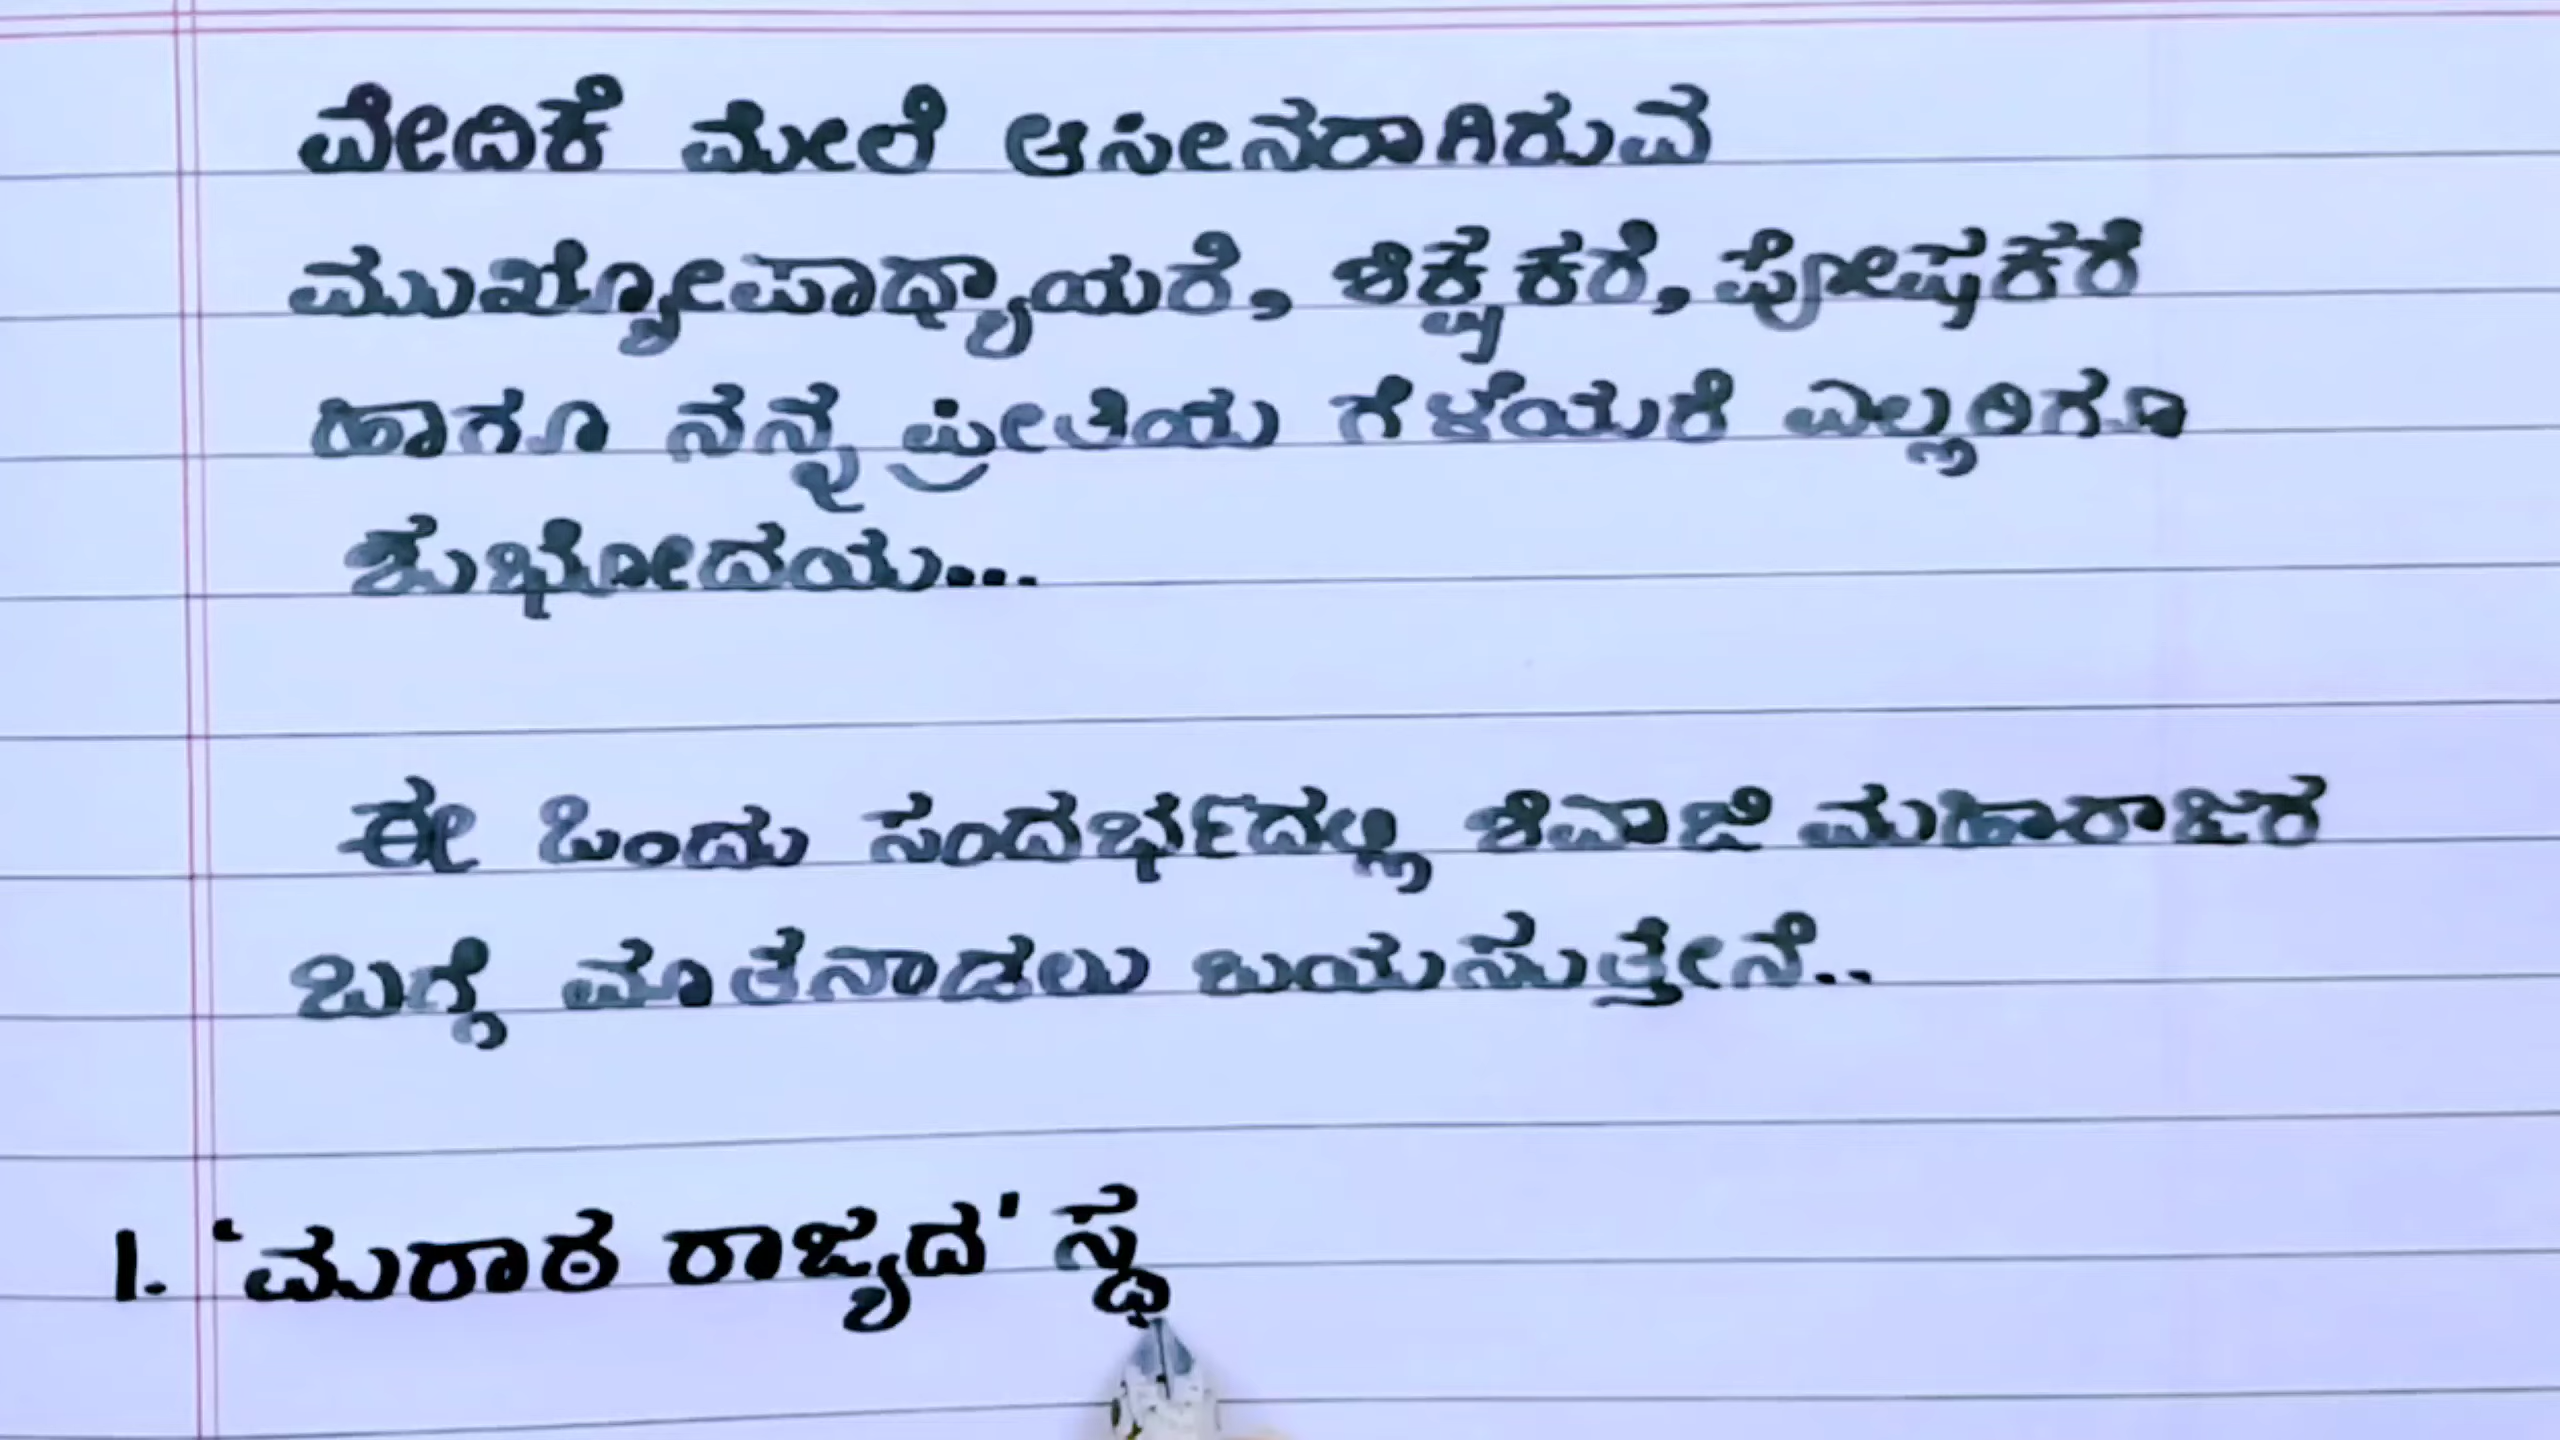 ವೇದಿಕೆ ಮೇಲೆ ಆಸೀನರಾಗಿರುವೆ
ಮುಖ್ಯೋಪಾಧ್ಯಾಯರೆ, ಶಿಕ್ಷೆಕರೆ, ಪೋಷಕರೆ
ಹಾಗೂ ನನ್ನ ಪ್ರೀತಿಯ ಗೆಳೆಯರೆ ಎಲ್ಲರಿಗೂ
ಶುಭೋದಯ...
ಈ ಒಂದು ಸಂದರ್ಭದಲ್ಲಿ ಶಿವಾಜಿ ಮಹಾರಾಜರ
ಬಗ್ಗೆ ಮಾತನಾಡಲು ಬಯಸುತ್ತೇನೆ..
1. 'ಮರಾಠ ರಾಜ್ಯದ' ಸ್ಥ